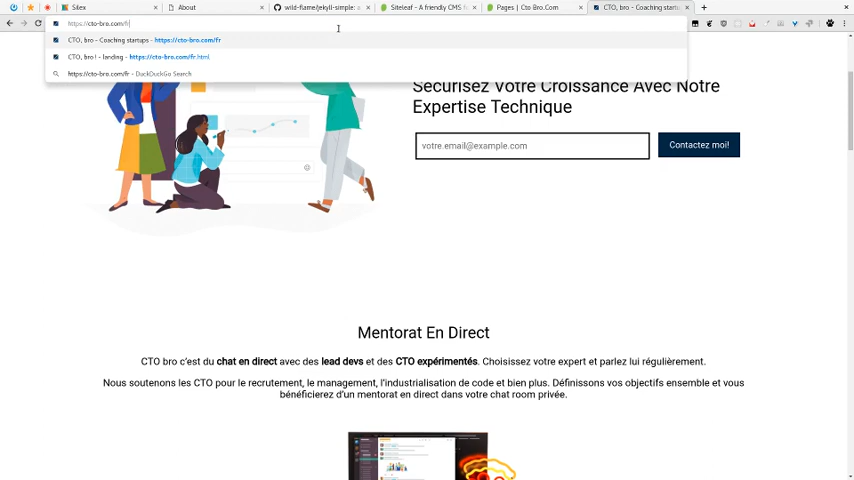 Silex
About
wild-flame/jekyll-simple: a
Siteleaf - A friendly CMS f
Pages | Cto Bro.Com
CTO, bro - Coaching startu
https://cto-bro.com/fr
CTO, bro - Coaching startups - https://cto-bro.com/fr
CTO, bro ! - landing - https://cto-bro.com/fr.html
https://cto-bro.com/fr - DuckDuckGo Search
Sécurisez Votre Croissance Avec Notre
Expertise Technique
votre.email@example.com
Contactez moi!
Mentorat En Direct
CTO bro c'est du chat en direct avec des lead devs et des CTO expérimentés. Choisissez votre expert et parlez lui régulièrement.
Nous soutenons les CTO pour le recrutement, le management, l'industrialisation de code et bien plus. Définissons vos objectifs ensemble et vous
bénéficierez d'un mentorat en direct dans votre chat room privée.